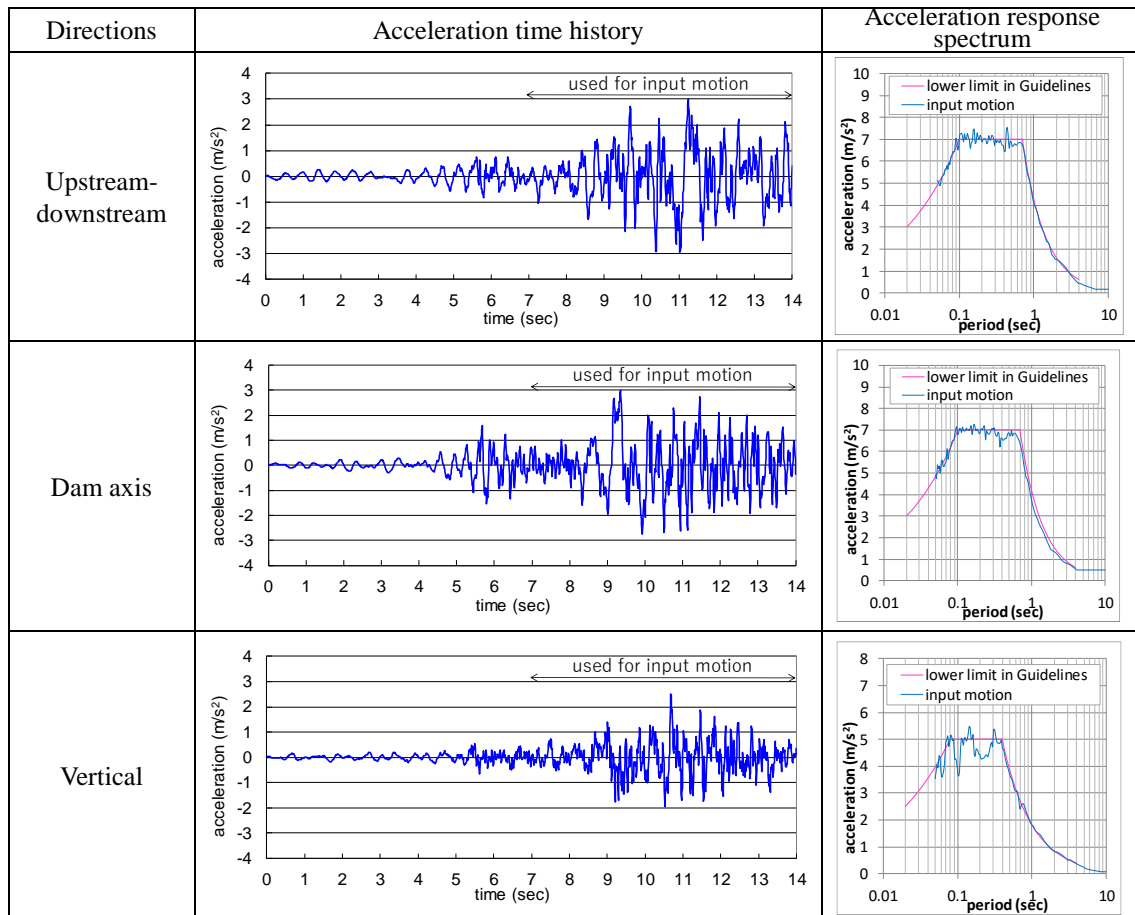 Directions
Acceleration time history
Acceleration response
spectrum
Upstream-
downstream
acceleration (m/s²)
4
3
2
1
0
-1
-2
-3
-4
used for input motion
0 1 2 3 4 5 6 7 8 9 10 11 12 13 14
time (sec)
acceleration (m/s²)
10
9
8
7
6
5
4
3
2
1
0
lower limit in Guidelines
input motion
0.01 0.1 1 10
period (sec)
Dam axis
acceleration (m/s²)
4
3
2
1
0
-1
-2
-3
-4
used for input motion
0 1 2 3 4 5 6 7 8 9 10 11 12 13 14
time (sec)
acceleration (m/s²)
10
9
8
7
6
5
4
3
2
1
0
lower limit in Guidelines
input motion
0.01 0.1 1 10
period (sec)
Vertical
acceleration (m/s²)
4
3
2
1
0
-1
-2
-3
-4
used for input motion
0 1 2 3 4 5 6 7 8 9 10 11 12 13 14
time (sec)
acceleration (m/s²)
8
7
6
5
4
3
2
1
0
lower limit in Guidelines
input motion
0.01 0.1 1 10
period (sec)